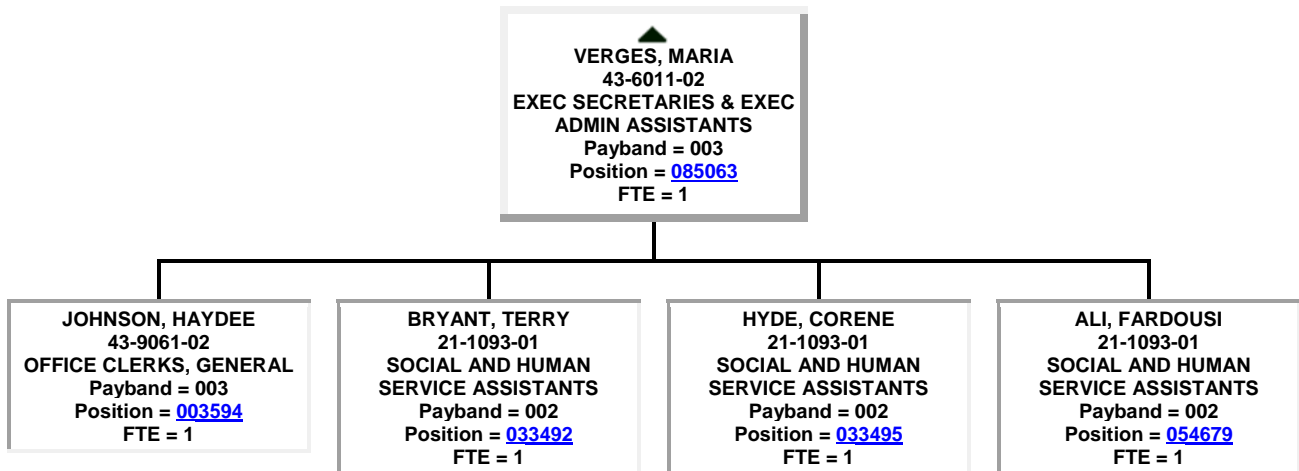 VERGES, MARIA
43-6011-02
EXEC SECRETARIES & EXEC
ADMIN ASSISTANTS
Payband = 003
Position = 085063
FTE = 1
JOHNSON, HAYDEE
43-9061-02
OFFICE CLERKS, GENERAL
Payband = 003
Position = 003594
FTE = 1
BRYANT, TERRY
21-1093-01
SOCIAL AND HUMAN
SERVICE ASSISTANTS
Payband = 002
Position = 033492
FTE = 1
HYDE, CORENE
21-1093-01
SOCIAL AND HUMAN
SERVICE ASSISTANTS
Payband = 002
Position = 033495
FTE = 1
ALI, FARDOUSI
21-1093-01
SOCIAL AND HUMAN
SERVICE ASSISTANTS
Payband = 002
Position = 054679
FTE = 1